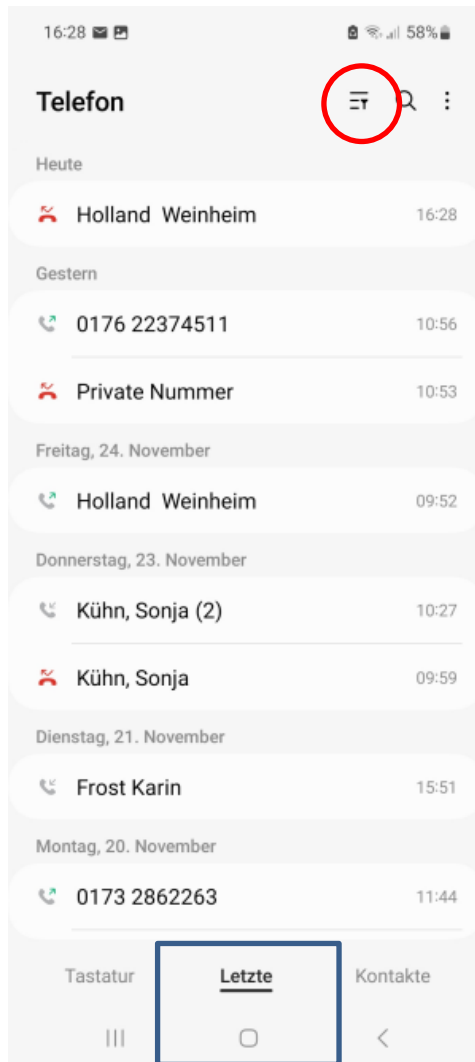 16:28 58%
Telefon
Heute
Holland Weinheim 16:28
Gestern
0176 22374511 10:56
Private Nummer 10:53
Freitag, 24. November
Holland Weinheim 09:52
Donnerstag, 23. November
Kühn, Sonja (2) 10:27
Kühn, Sonja 09:59
Dienstag, 21. November
Frost Karin 15:51
Montag, 20. November
0173 2862263 11:44
Tastatur Letzte Kontakte